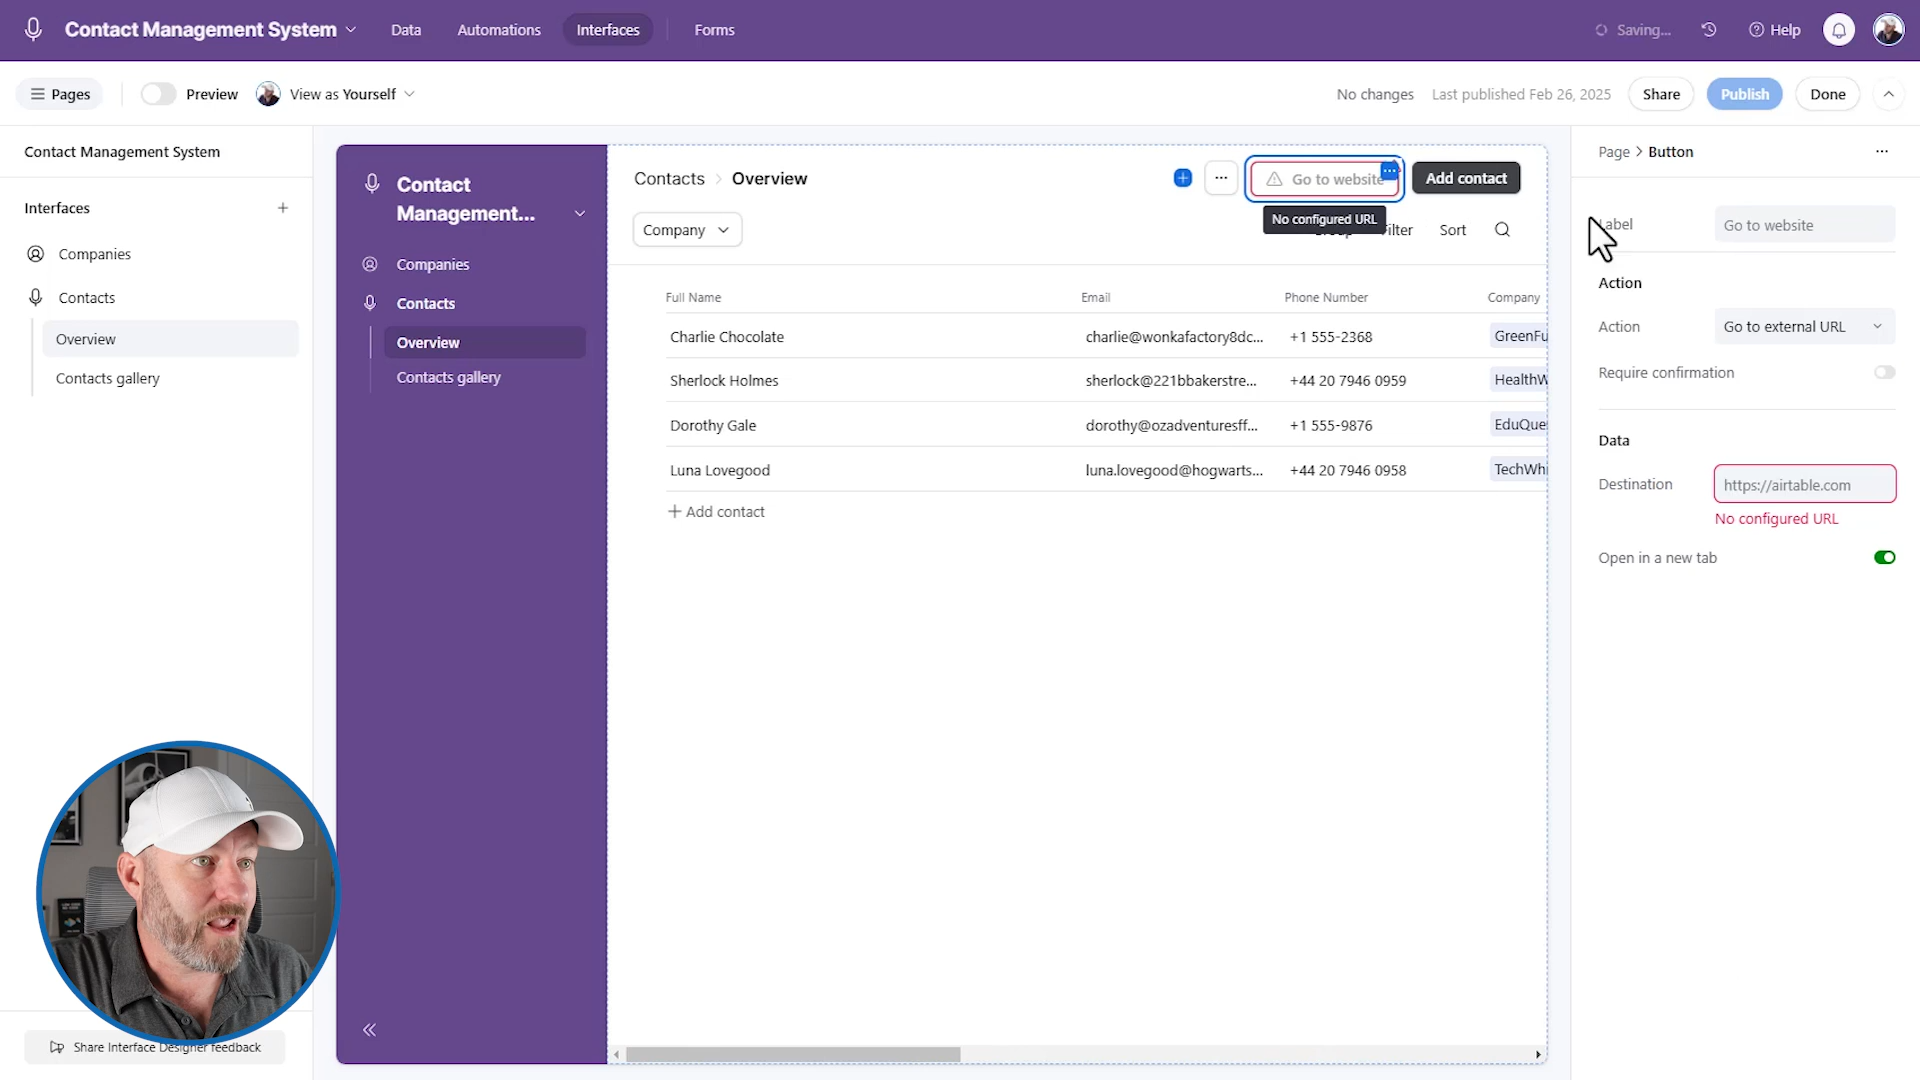 Contact Management System
Data
Automations
Interfaces
Forms
Saving...
Help
Pages
Preview
View as Yourself
No changes
Last published Feb 26, 2025
Share
Publish
Done
Contact Management System
Interfaces
Companies
Contacts
Overview
Contacts gallery
Share Interface Designer feedback
Contact
Management...
Companies
Contacts
Overview
Contacts gallery
Contacts > Overview
Go to website
Add contact
No configured URL
Company
Sort
Full Name
Email
Phone Number
Company
Charlie Chocolate
charlie@wonkafactory8dc...
+1 555-2368
GreenFu
Sherlock Holmes
sherlock@221bbakerstre...
+44 20 7946 0959
HealthW
Dorothy Gale
dorothy@ozadventuresff...
+1 555-9876
EduQue
Luna Lovegood
luna.lovegood@hogwarts...
+44 20 7946 0958
TechWhi
+ Add contact
Page > Button
Label
Go to website
Action
Action
Go to external URL
Require confirmation
Data
Destination
https://airtable.com
No configured URL
Open in a new tab